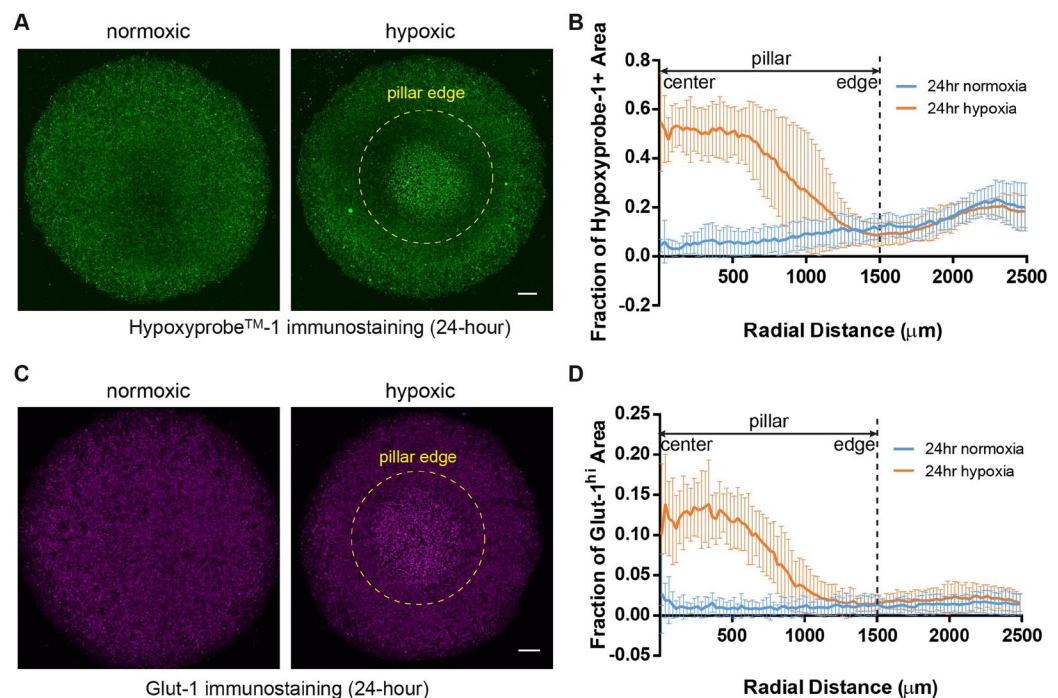 A
normoxic
hypoxic
pillar edge
Hypoxyprobe™-1 immunostaining (24-hour)
B
Fraction of Hypoxyprobe-1+ Area
0.8
0.6
0.4
0.2
0.0
-0.2
pillar
center
edge
24hr normoxia
24hr hypoxia
500
1000
1500
2000
2500
Radial Distance (μm)
C
normoxic
hypoxic
pillar edge
Glut-1 immunostaining (24-hour)
D
Fraction of Glut-1hi Area
0.25
0.20
0.15
0.10
0.05
0.00
-0.05
pillar
center
edge
24hr normoxia
24hr hypoxia
500
1000
1500
2000
2500
Radial Distance (μm)